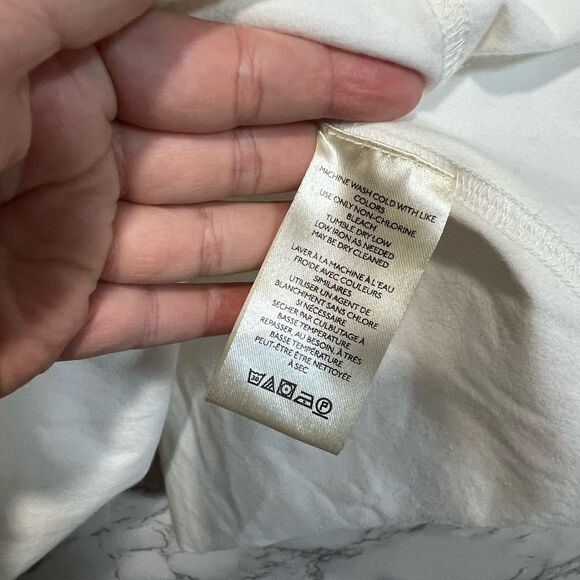 MACHINE WASH COLD WITH LIKE
COLORS
USE ONLY NON-CHLORINE
BLEACH
TUMBLE DRY LOW
LOW IRON AS NEEDED
MAY BE DRY CLEANED
LAVER À LA MACHINE À L'EAU
FROIDE AVEC COULEURS
SIMILAIRES
UTILISER UN AGENT DE
BLANCHIMENT SANS CHLORE
SI NÉCESSAIRE
SÉCHER PAR CULBUTAGE À
BASSE TEMPÉRATURE
REPASSER AU BESOIN, À TRÈS
BASSE TEMPÉRATURE
PEUT-ÊTRE ÊTRE NETTOYÉE
À SEC
30 P